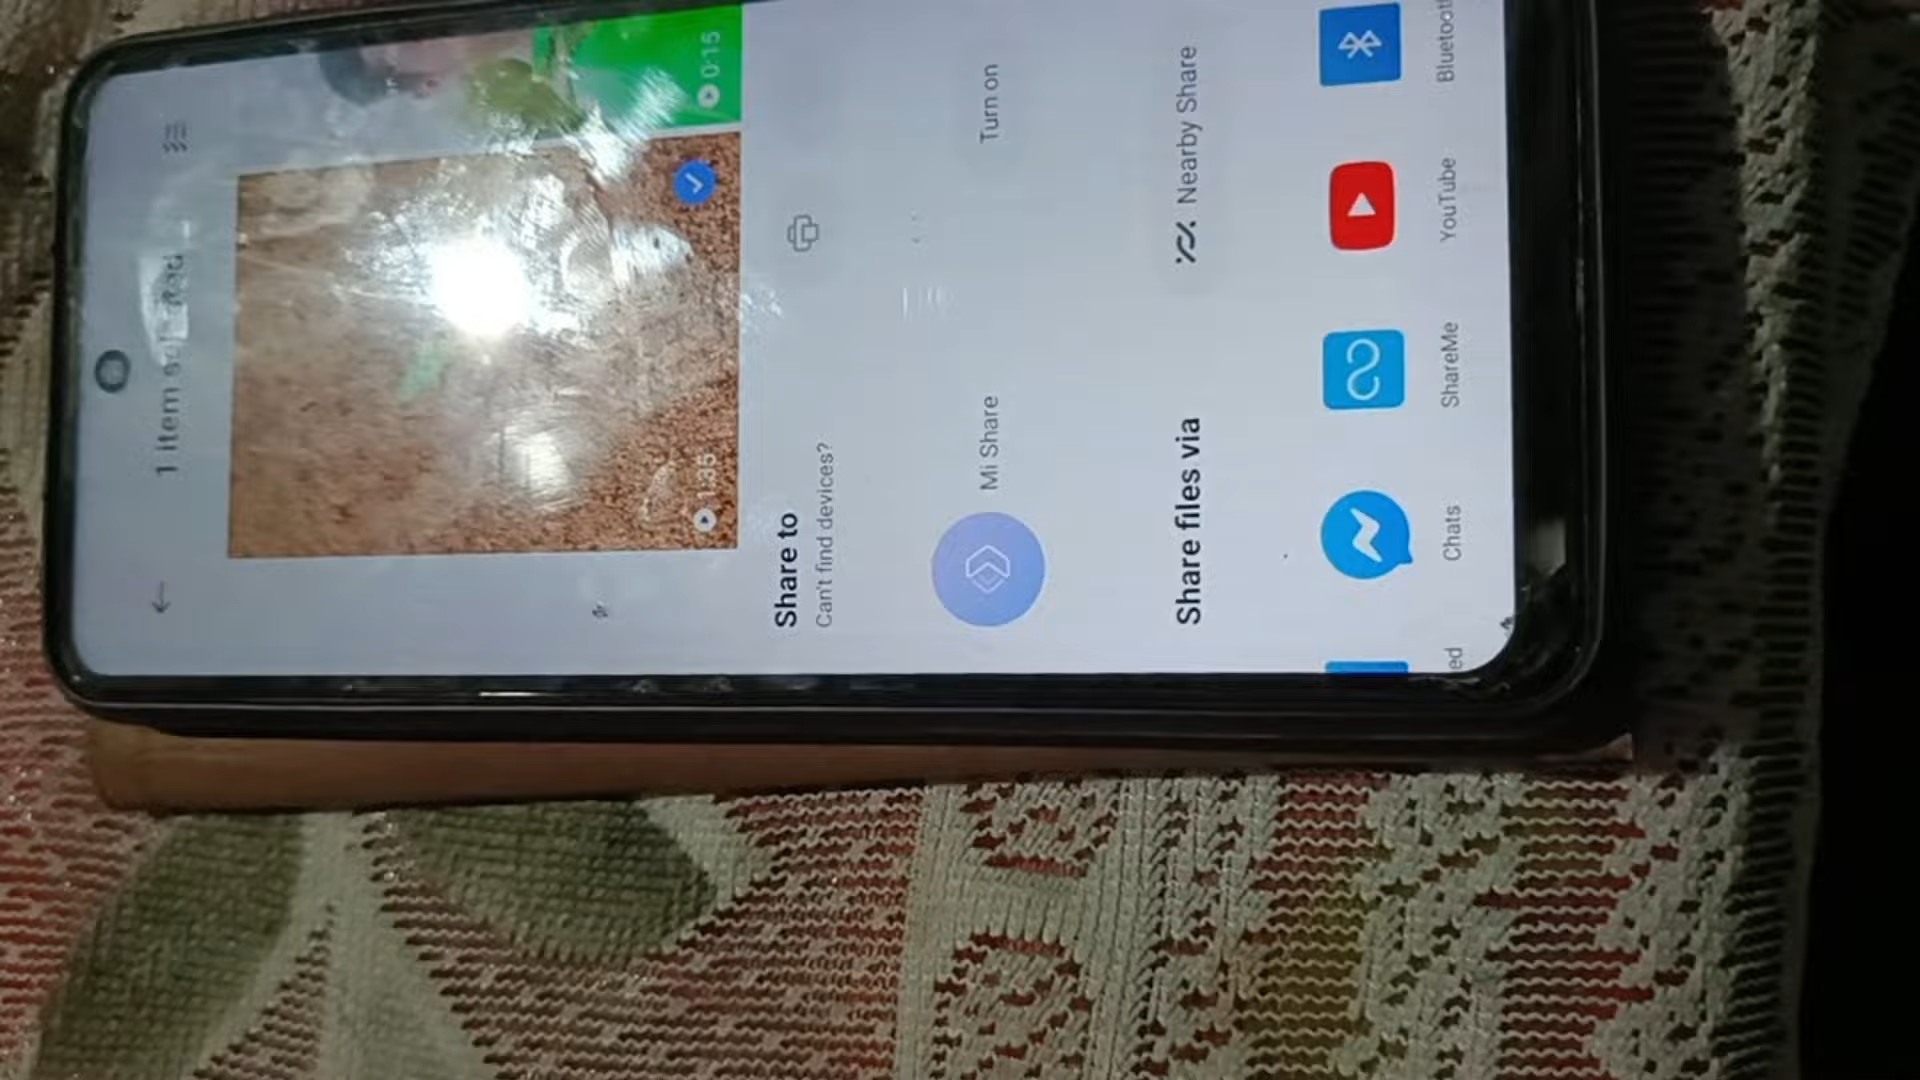 1 item selected
1:35
0:15
Share to
Can't find devices?
Mi Share
Turn on
Share files via
Nearby Share
ed
Chats
ShareMe
YouTube
Bluetooth